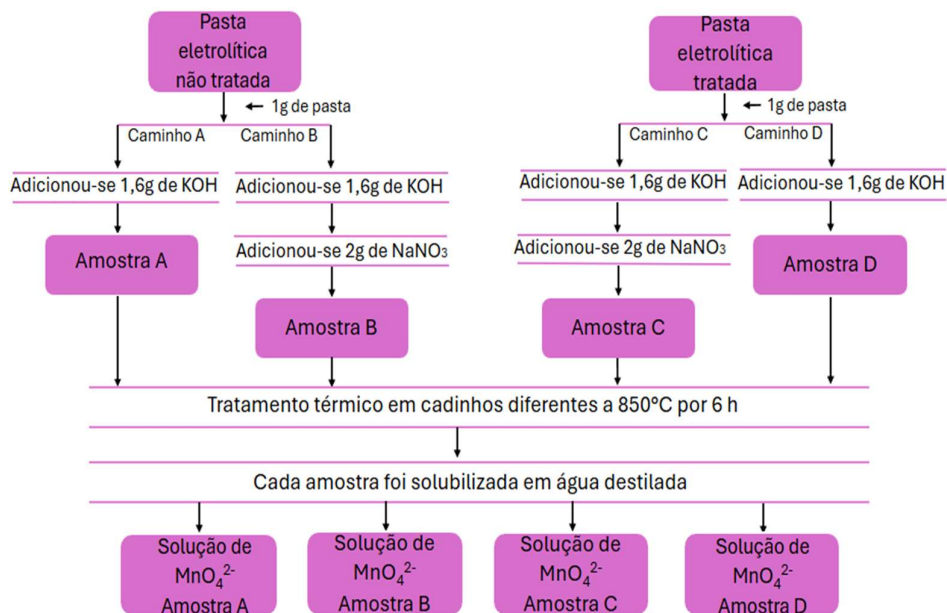 Pasta
eletrolítica
não tratada
Pasta
eletrolítica
tratada
1g de pasta
1g de pasta
Caminho A
Caminho B
Caminho C
Caminho D
Adicionou-se 1,6g de KOH
Adicionou-se 1,6g de KOH
Adicionou-se 1,6g de KOH
Adicionou-se 1,6g de KOH
Amostra A
Adicionou-se 2g de NaNO₃
Adicionou-se 2g de NaNO₃
Amostra D
Amostra B
Amostra C
Tratamento térmico em cadinhos diferentes a 850°C por 6 h
Cada amostra foi solubilizada em água destilada
Solução de
MnO₄²⁻
Amostra A
Solução de
MnO₄²⁻
Amostra B
Solução de
MnO₄²⁻
Amostra C
Solução de
MnO₄²⁻
Amostra D